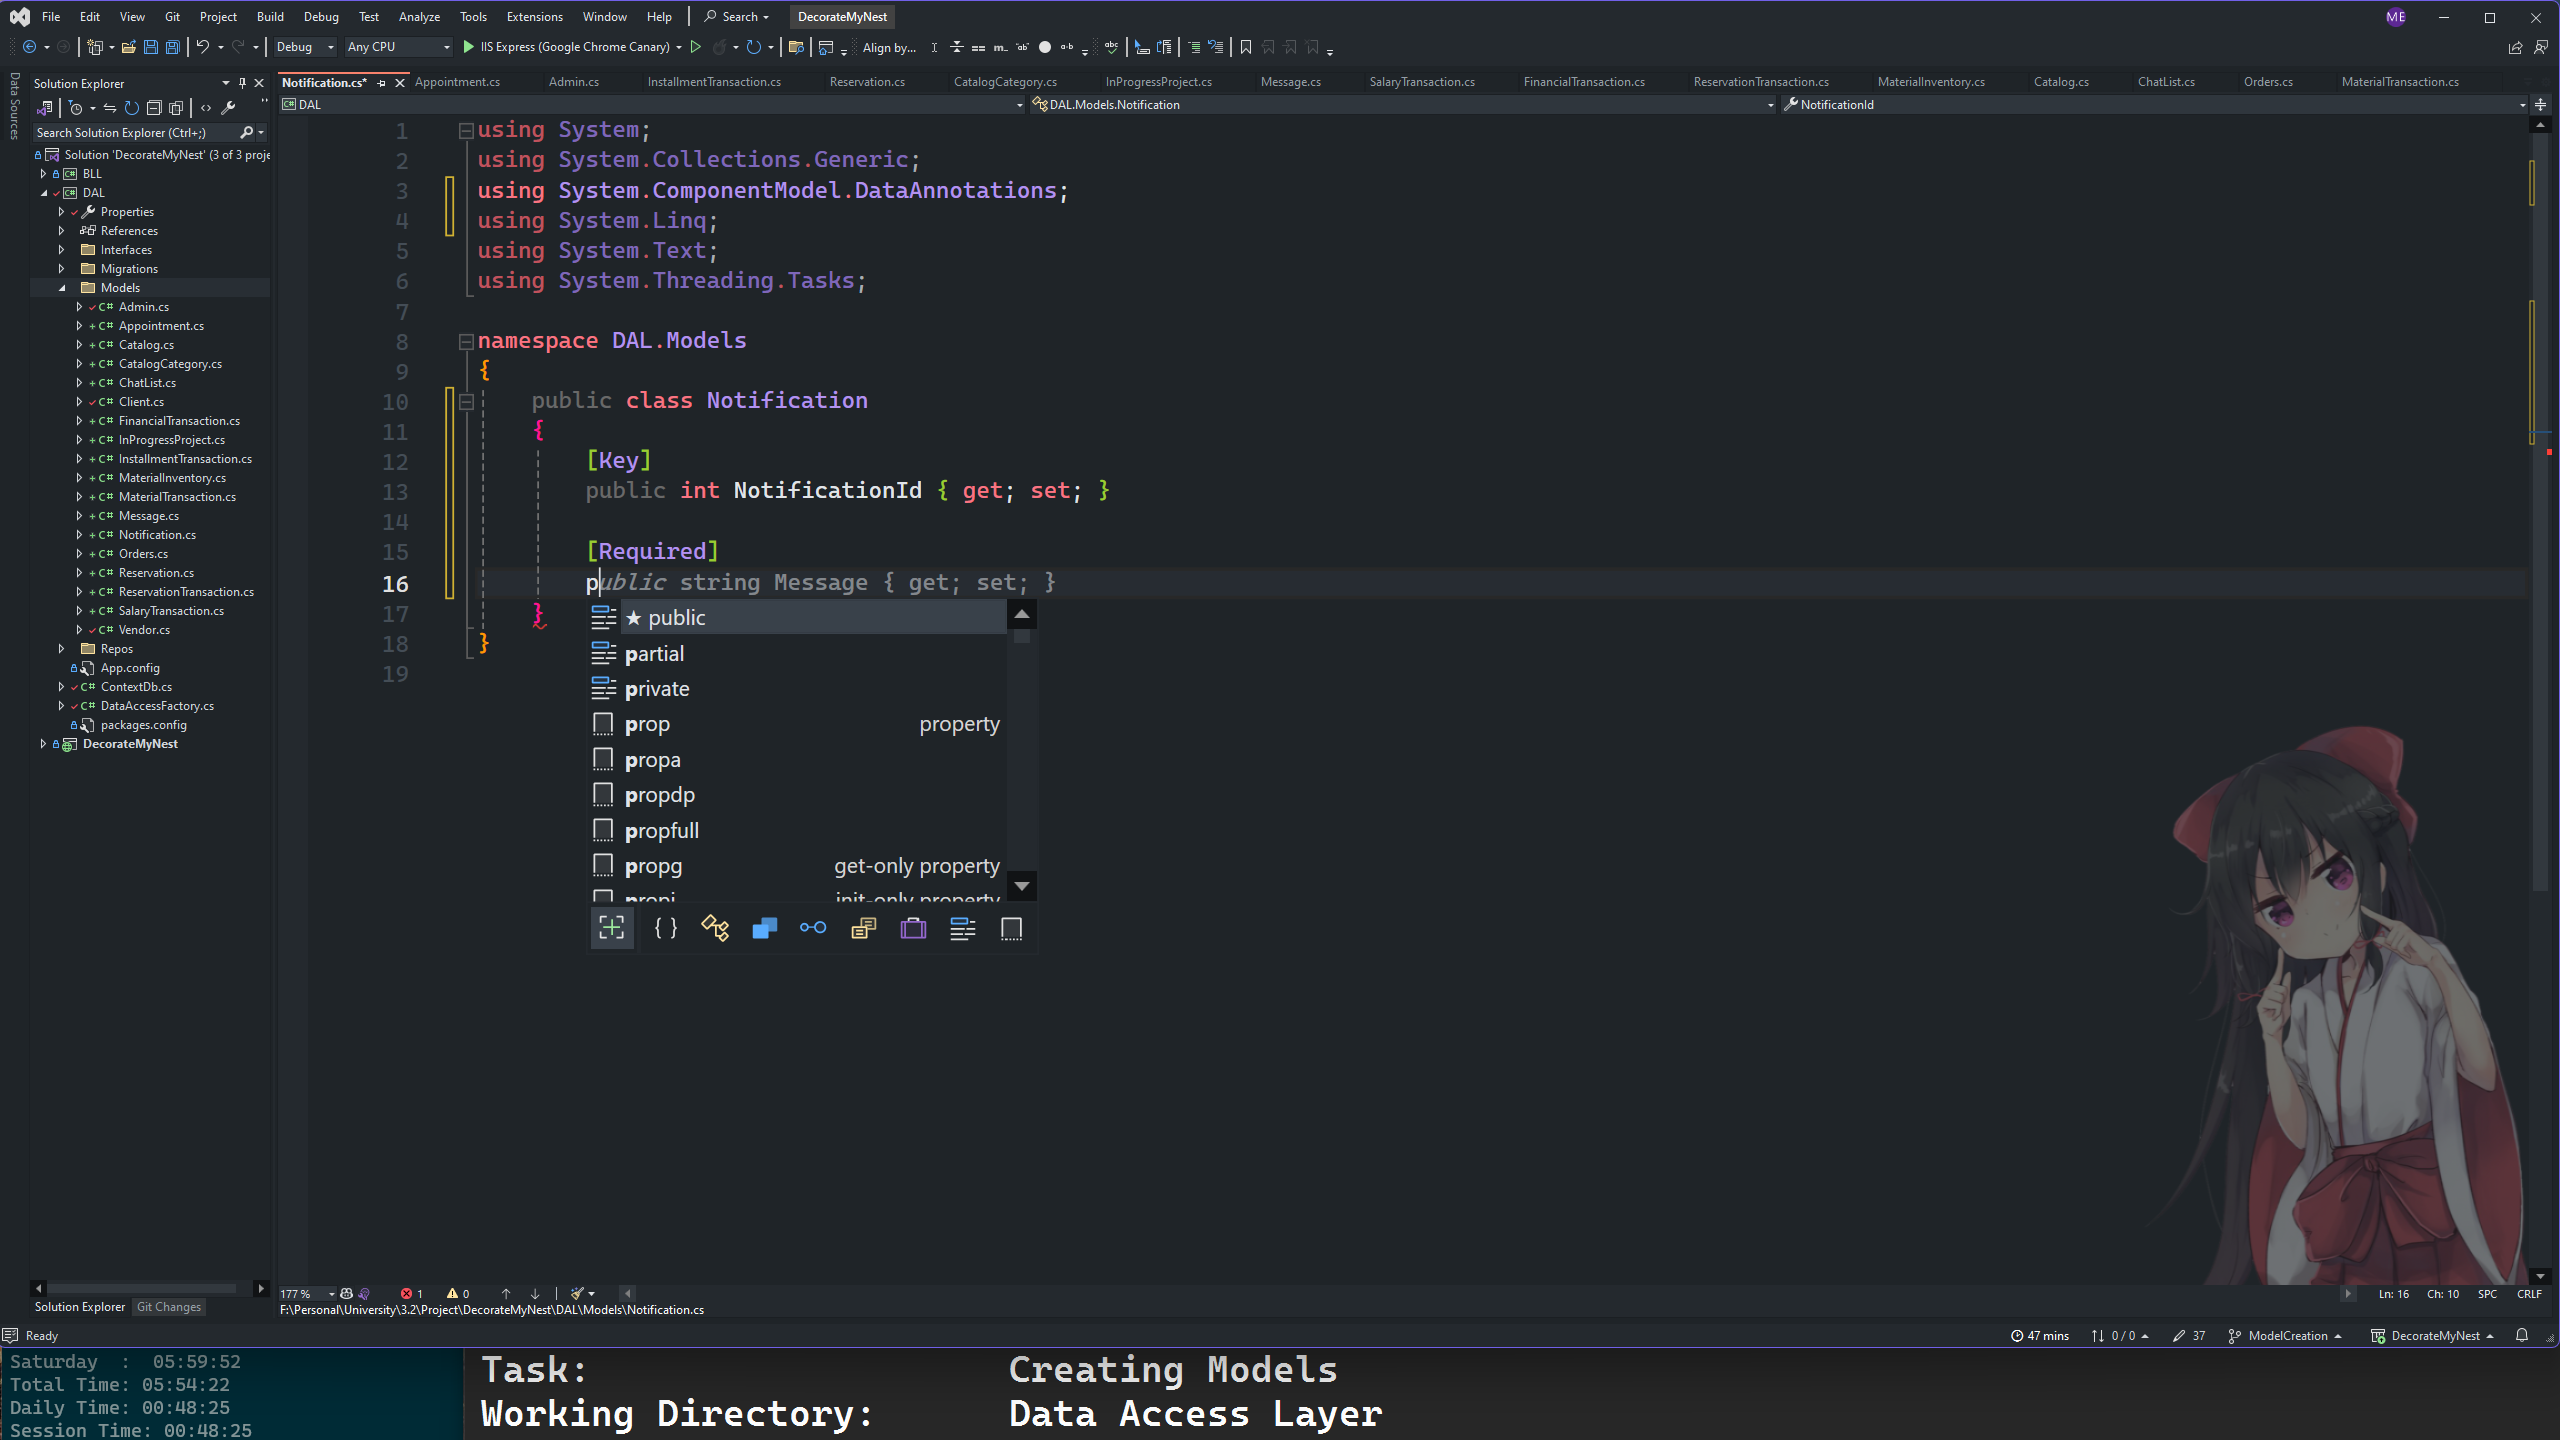 File Edit View Git Project Build Debug Test Analyze Tools Extensions Window Help Search DecorateMyNest ME
Debug Any CPU IIS Express (Google Chrome Canary) Align by...
Data Sources
Solution Explorer
Search Solution Explorer (Ctrl+;)
Solution 'DecorateMyNest' (3 of 3 proje
BLL
DAL
Properties
References
Interfaces
Migrations
Models
C# Admin.cs
C# Appointment.cs
C# Catalog.cs
C# CatalogCategory.cs
C# ChatList.cs
C# Client.cs
C# FinancialTransaction.cs
C# InProgressProject.cs
C# InstallmentTransaction.cs
C# MaterialInventory.cs
C# MaterialTransaction.cs
C# Message.cs
C# Notification.cs
C# Orders.cs
C# Reservation.cs
C# ReservationTransaction.cs
C# SalaryTransaction.cs
C# Vendor.cs
Repos
App.config
C# ContextDb.cs
C# DataAccessFactory.cs
packages.config
DecorateMyNest
Solution Explorer Git Changes
Notification.cs* Appointment.cs Admin.cs InstallmentTransaction.cs Reservation.cs CatalogCategory.cs InProgressProject.cs Message.cs SalaryTransaction.cs FinancialTransaction.cs ReservationTransaction.cs MaterialInventory.cs Catalog.cs ChatList.cs Orders.cs MaterialTransaction.cs
DAL DAL.Models.Notification NotificationId
1 using System;
2 using System.Collections.Generic;
3 using System.ComponentModel.DataAnnotations;
4 using System.Linq;
5 using System.Text;
6 using System.Threading.Tasks;
7
8 namespace DAL.Models
9 {
10 public class Notification
11 {
12 [Key]
13 public int NotificationId { get; set; }
14
15 [Required]
16 public string Message { get; set; }
17 }
18 }
19
★ public
partial
private
prop property
propa
propdp
propfull
propg get-only property
propi init-only property
177 % 1 0 Ln: 16 Ch: 10 SPC CRLF
F:\Personal\University\3.2\Project\DecorateMyNest\DAL\Models\Notification.cs
Ready 47 mins 0 / 0 37 ModelCreation DecorateMyNest
Saturday : 05:59:52
Total Time: 05:54:22
Daily Time: 00:48:25
Session Time: 00:48:25
Task: Creating Models
Working Directory: Data Access Layer